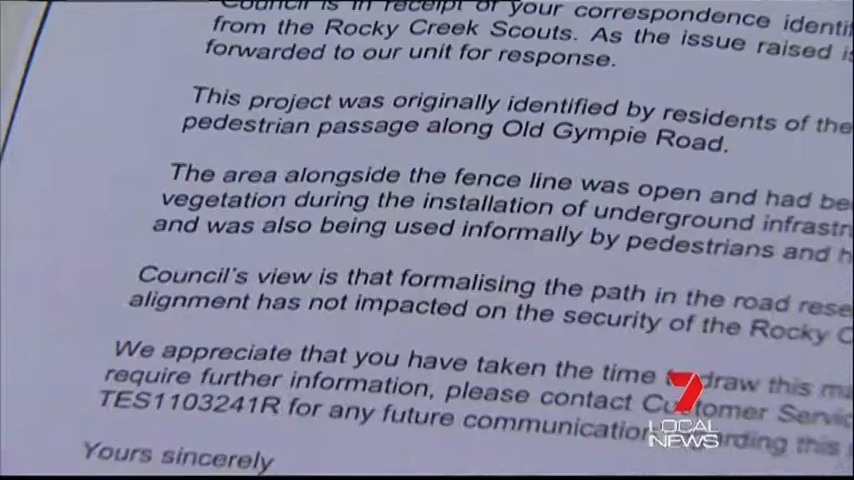 Council is in receipt of your correspondence identif
from the Rocky Creek Scouts. As the issue raised is
forwarded to our unit for response.
This project was originally identified by residents of the
pedestrian passage along Old Gympie Road.
The area alongside the fence line was open and had be
vegetation during the installation of underground infrastr
and was also being used informally by pedestrians and h
Council's view is that formalising the path in the road rese
alignment has not impacted on the security of the Rocky C
We appreciate that you have taken the time draw this ma
require further information, please contact Customer Servic
TES1103241R for any future communication regarding this
Yours sincerely
7
LOCAL
NEWS